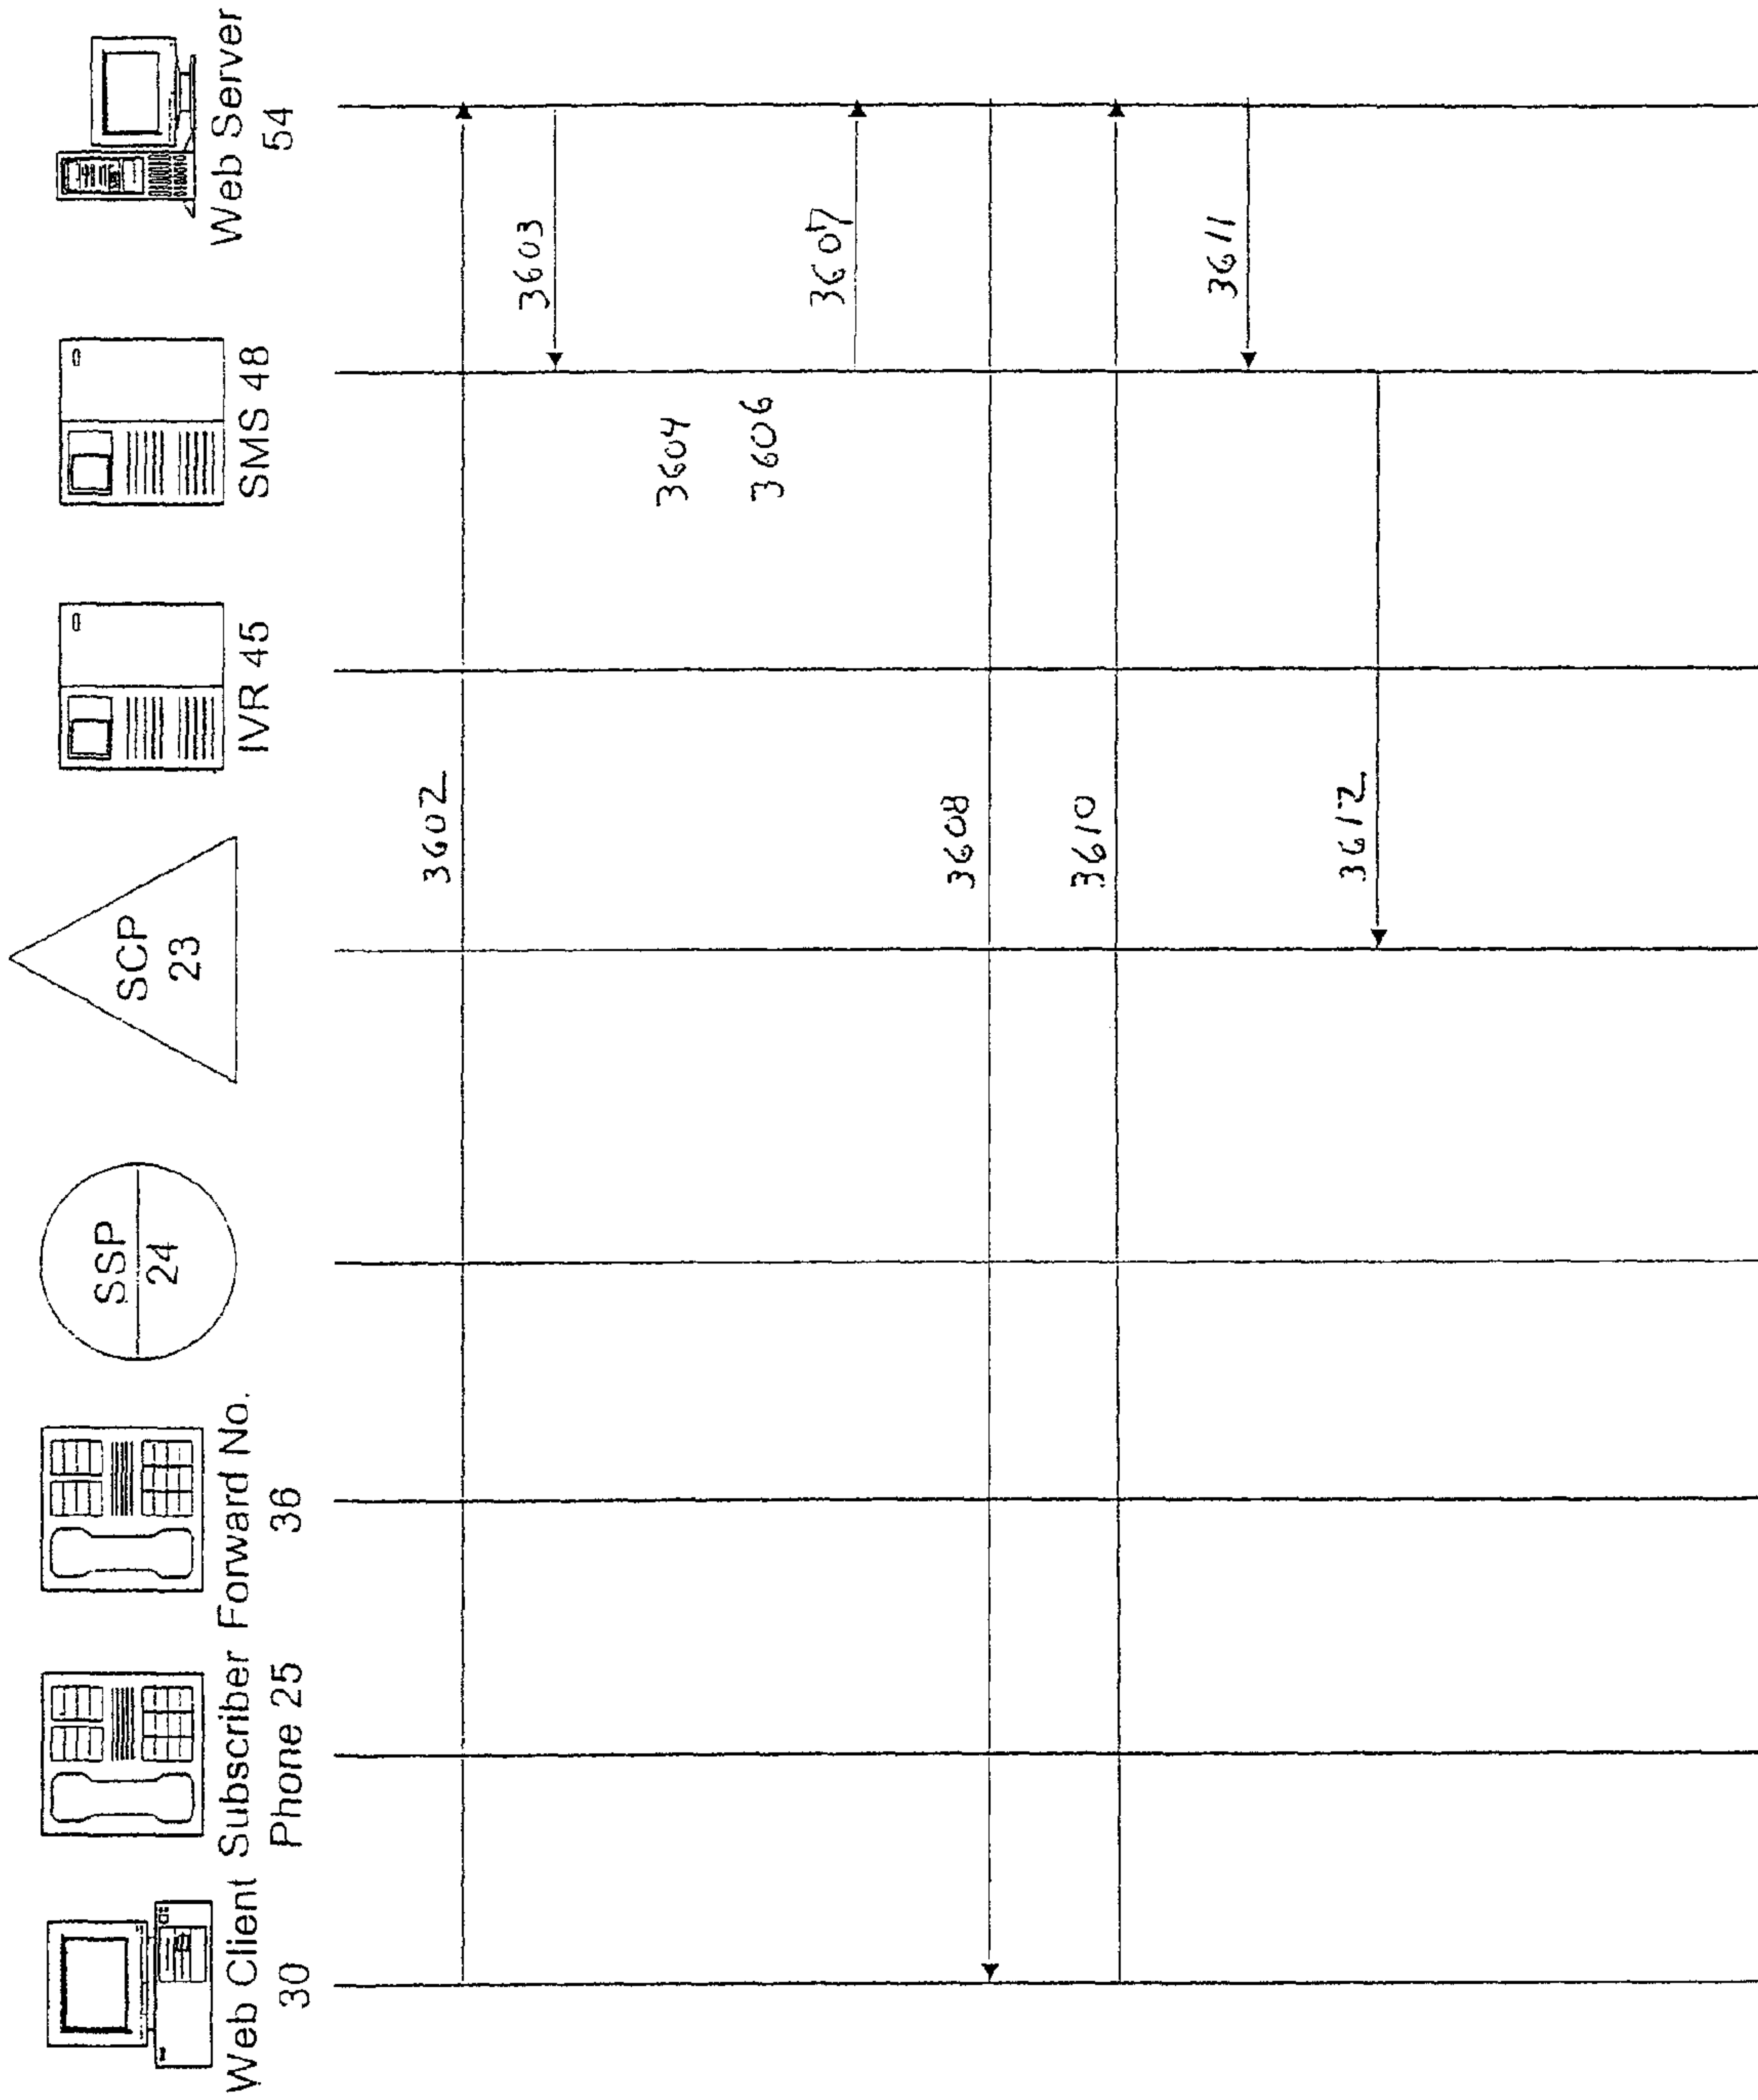 Web Client
30
Subscriber
Phone 25
Forward No.
36
SSP
24
SCP
23
IVR 45
SMS 48
Web Server
54
3602
3603
3604
3606
3607
3608
3610
3611
3612